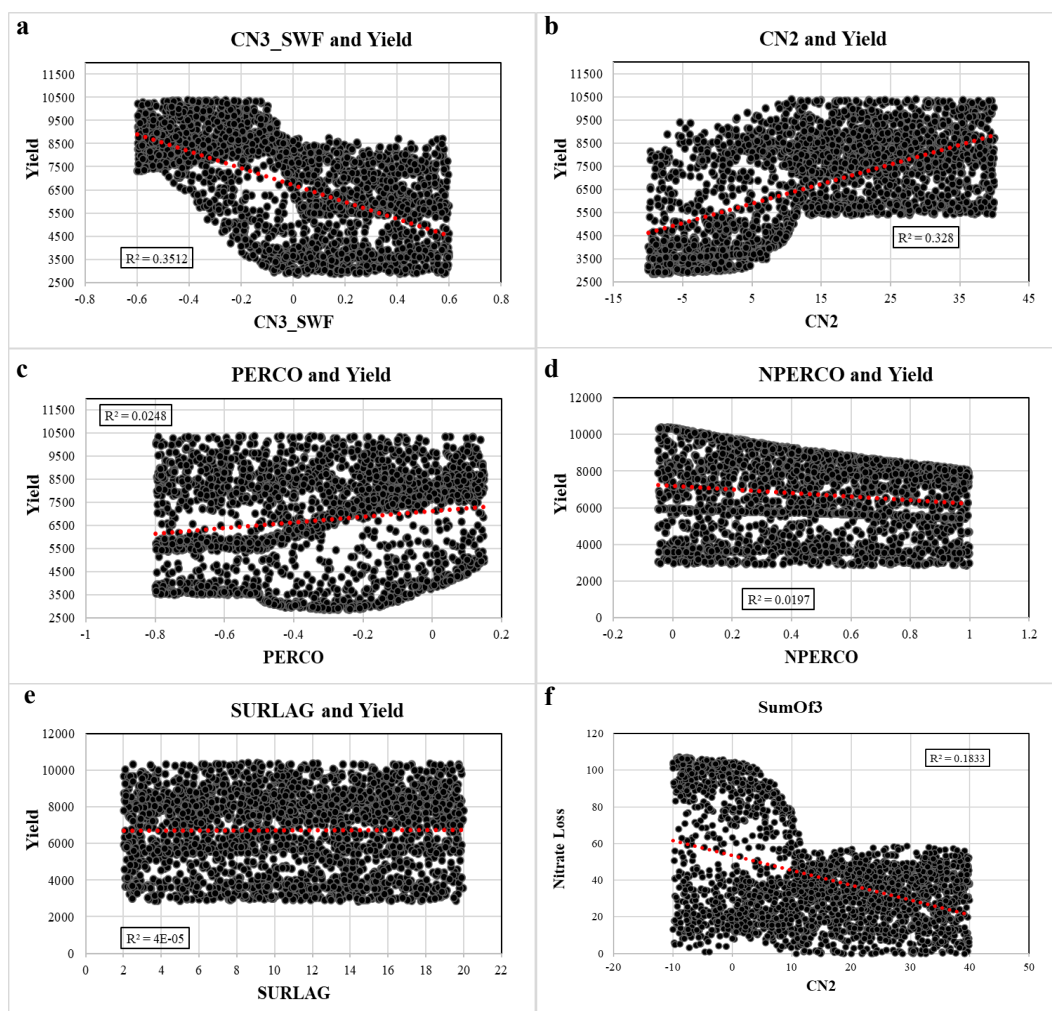 a
CN3_SWF and Yield
11500
10500
9500
8500
7500
6500
5500
4500
3500
2500
Yield
R² = 0.3512
-0.8 -0.6 -0.4 -0.2 0 0.2 0.4 0.6 0.8
CN3_SWF
b
CN2 and Yield
11500
10500
9500
8500
7500
6500
5500
4500
3500
2500
Yield
R² = 0.328
-15 -5 5 15 25 35 45
CN2
c
PERCO and Yield
R² = 0.0248
11500
10500
9500
8500
7500
6500
5500
4500
3500
2500
Yield
-1 -0.8 -0.6 -0.4 -0.2 0 0.2
PERCO
d
NPERCO and Yield
12000
10000
8000
6000
4000
2000
0
Yield
R² = 0.0197
-0.2 0 0.2 0.4 0.6 0.8 1 1.2
NPERCO
e
SURLAG and Yield
12000
10000
8000
6000
4000
2000
0
Yield
R² = 4E-05
0 2 4 6 8 10 12 14 16 18 20 22
SURLAG
f
SumOf3
120
100
80
60
40
20
0
Nitrate Loss
R² = 0.1833
-20 -10 0 10 20 30 40 50
CN2